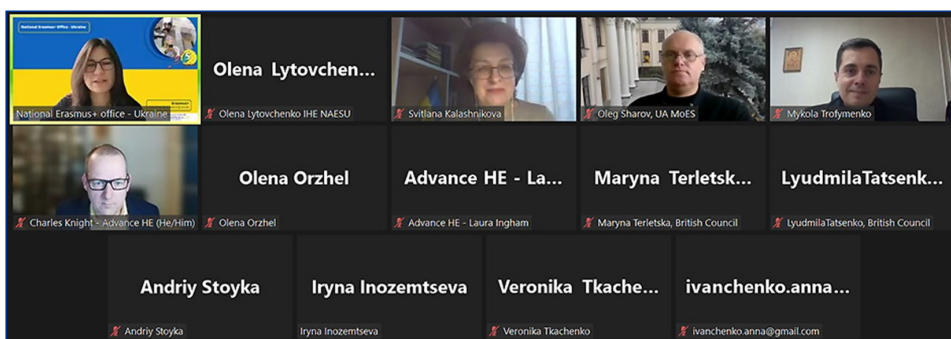 National Erasmus+ Office - Ukraine
National Erasmus+ office - Ukraine
Olena Lytovchen...
Olena Lytovchenko IHE NAESU
Svitlana Kalashnikova
Oleg Sharov, UA MoES
Mykola Trofymenko
Charles Knight - Advance HE (He/Him)
Olena Orzhel
Olena Orzhel
Advance HE - La...
Advance HE - Laura Ingham
Maryna Terletsk...
Maryna Terletska, British Council
LyudmilaTatsenk...
LyudmilaTatsenko, British Council
Andriy Stoyka
Andriy Stoyka
Iryna Inozemtseva
Iryna Inozemtseva
Veronika Tkache...
Veronika Tkachenko
ivanchenko.anna...
ivanchenko.anna@gmail.com